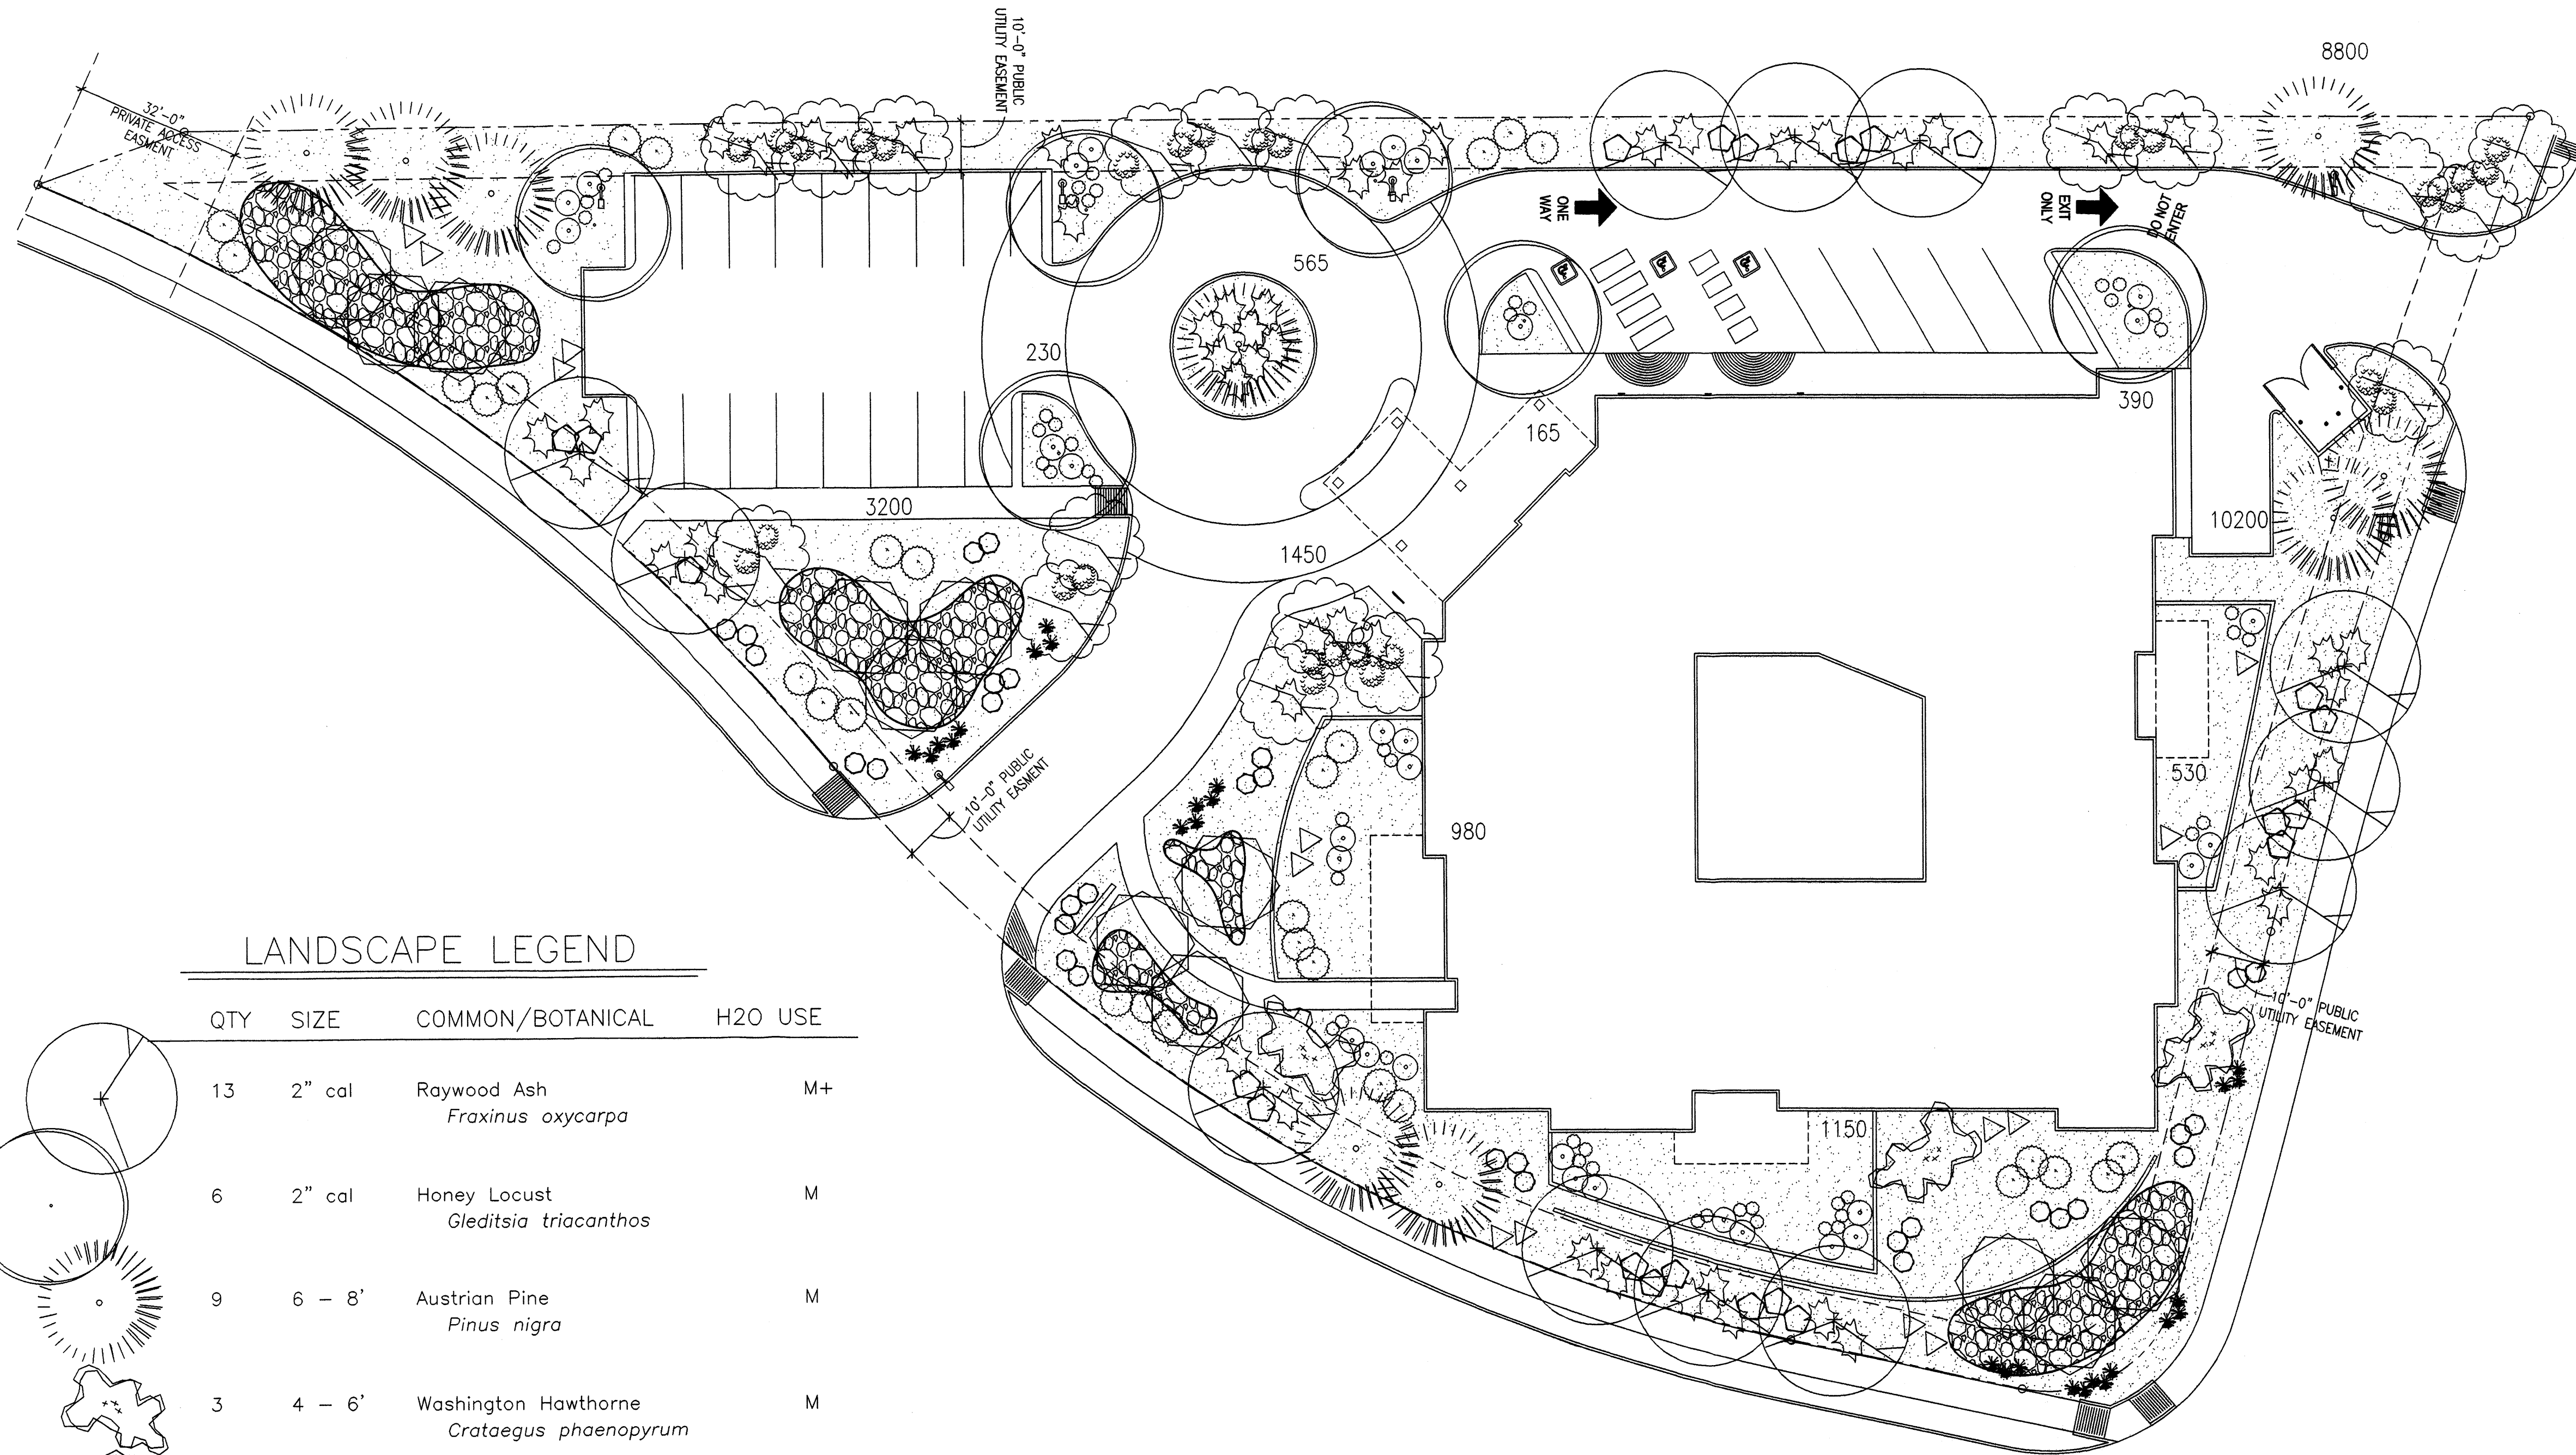 8800
10'-0" PUBLIC
UTILITY EASEMENT
32'-0"
PRIVATE ACCESS
EASMENT
ONE
WAY
EXIT
ONLY
DO NOT
ENTER
565
230
390
165
3200
10200
1450
530
10'-0" PUBLIC
UTILITY EASMENT
980
10'-0" PUBLIC
UTILITY EASEMENT
1150
LANDSCAPE LEGEND
QTY SIZE COMMON/BOTANICAL H2O USE
13 2" cal Raywood Ash M+
Fraxinus oxycarpa
6 2" cal Honey Locust M
Gleditsia triacanthos
9 6 - 8' Austrian Pine M
Pinus nigra
3 4 - 6' Washington Hawthorne M
Crataegus phaenopyrum